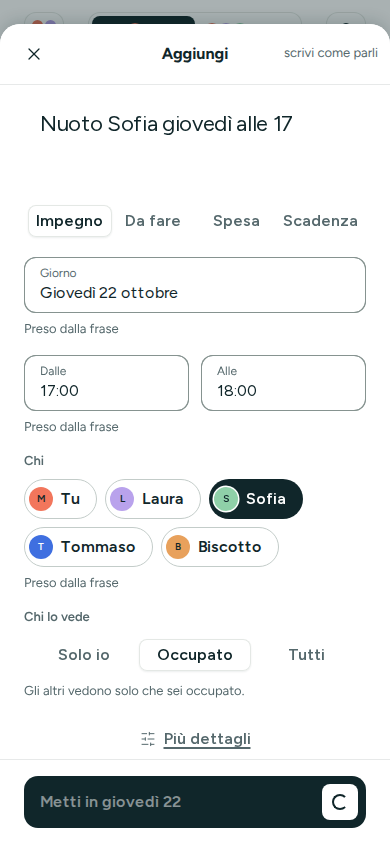 Aggiungi
scrivi come parli
Nuoto Sofia giovedì alle 17
Impegno Da fare Spesa Scadenza
Giorno
Giovedì 22 ottobre
Preso dalla frase
Dalle Alle
17:00 18:00
Preso dalla frase
Chi
M Tu L Laura S Sofia
T Tommaso B Biscotto
Preso dalla frase
Chi lo vede
Solo io Occupato Tutti
Gli altri vedono solo che sei occupato.
Più dettagli
Metti in giovedì 22